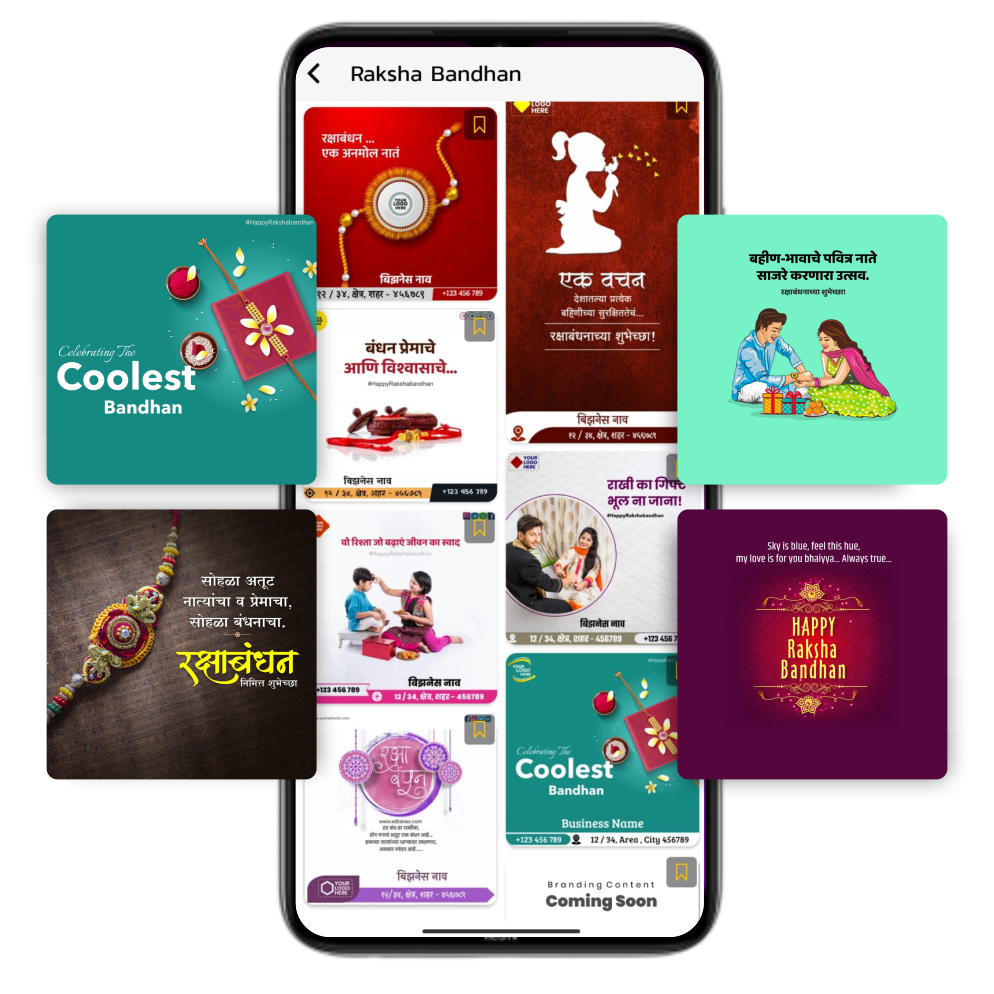 Raksha Bandhan
#HappyRakshabandhan
Celebrating The
Coolest
Bandhan
सोहळा अतूट
नात्यांचा व प्रेमाचा,
सोहळा बंधनाचा.
रक्षाबंधन
निमित्त शुभेच्छा
रक्षाबंधन ...
एक अनमोल नातं
YOUR
LOGO
HERE
बिझनेस नाव
१२ / ३४, क्षेत्र, शहर - ४५६७८९
+123 456 789
बंधन प्रेमाचे
आणि विश्वासाचे...
#HappyRakshabandhan
बिझनेस नाव
१२ / ३४, क्षेत्र, शहर - ४५६७८९
+123 456 789
वो रिश्ता जो बढ़ाएं जीवन का स्वाद
#HappyRakshabandhan
बिझनेस नाव
+123 456 789
12 / 34, क्षेत्र, शहर - 456789
रक्षा
बंधन
www.adbanao.com
बिझनेस नाव
YOUR
LOGO
HERE
१२/३४, क्षेत्र, शहर - ४५६७८९
LOGO
HERE
एक वचन
देशातल्या प्रत्येक
बहिणीच्या सुरक्षिततेचं...
रक्षाबंधनाच्या शुभेच्छा!
बिझनेस नाव
१२ / ३४, क्षेत्र, शहर - ४५६७८९
YOUR
LOGO
HERE
राखी का गिफ्ट
भूल ना जाना!
#HappyRakshabandhan
बिझनेस नाव
12 / 34, क्षेत्र, शहर - 456789
+123 456 7
YOUR
LOGO
HERE
Celebrating The
Coolest
Bandhan
Business Name
+123 456 789
12 / 34, Area , City 456789
Branding Content
Coming Soon
बहीण-भावाचे पवित्र नाते
साजरे करणारा उत्सव.
रक्षाबंधनाच्या शुभेच्छा!
Sky is blue, feel this hue,
my love is for you bhaiyya... Always true...
HAPPY
Raksha
Bandhan